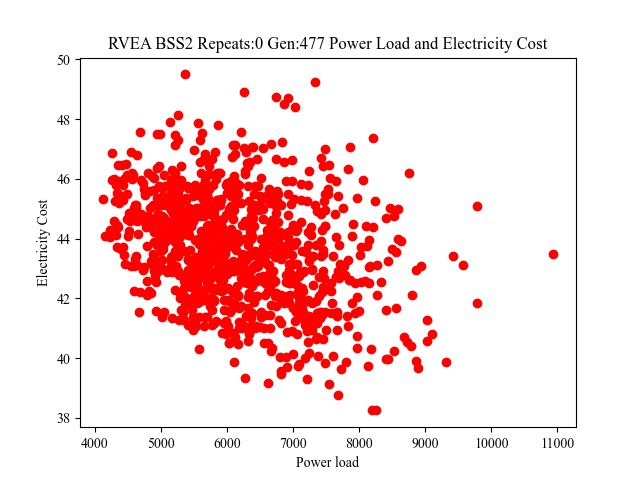 RVEA BSS2 Repeats:0 Gen:477 Power Load and Electricity Cost
50
48
46
44
42
40
38
Electricity Cost
4000 5000 6000 7000 8000 9000 10000 11000
Power load